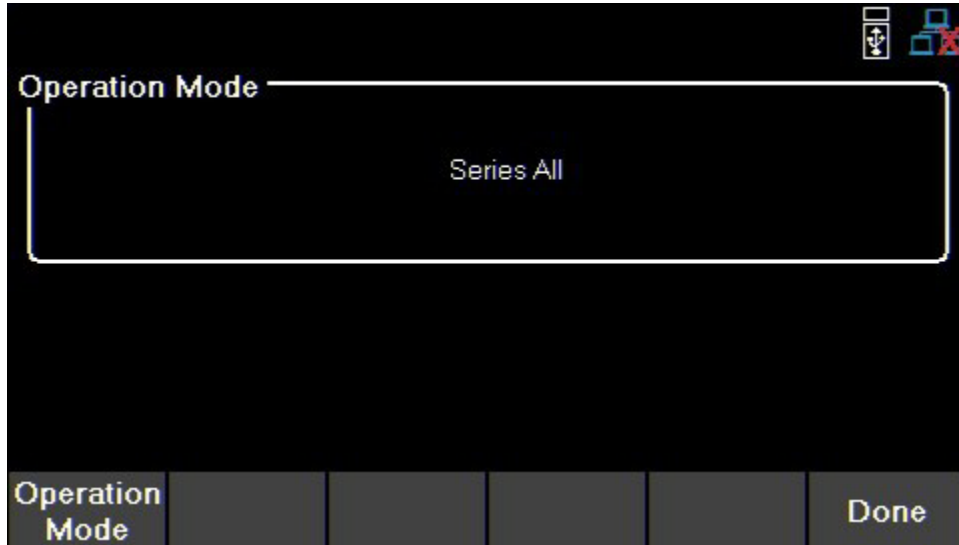 Operation Mode
Series All
Operation
Mode
Done